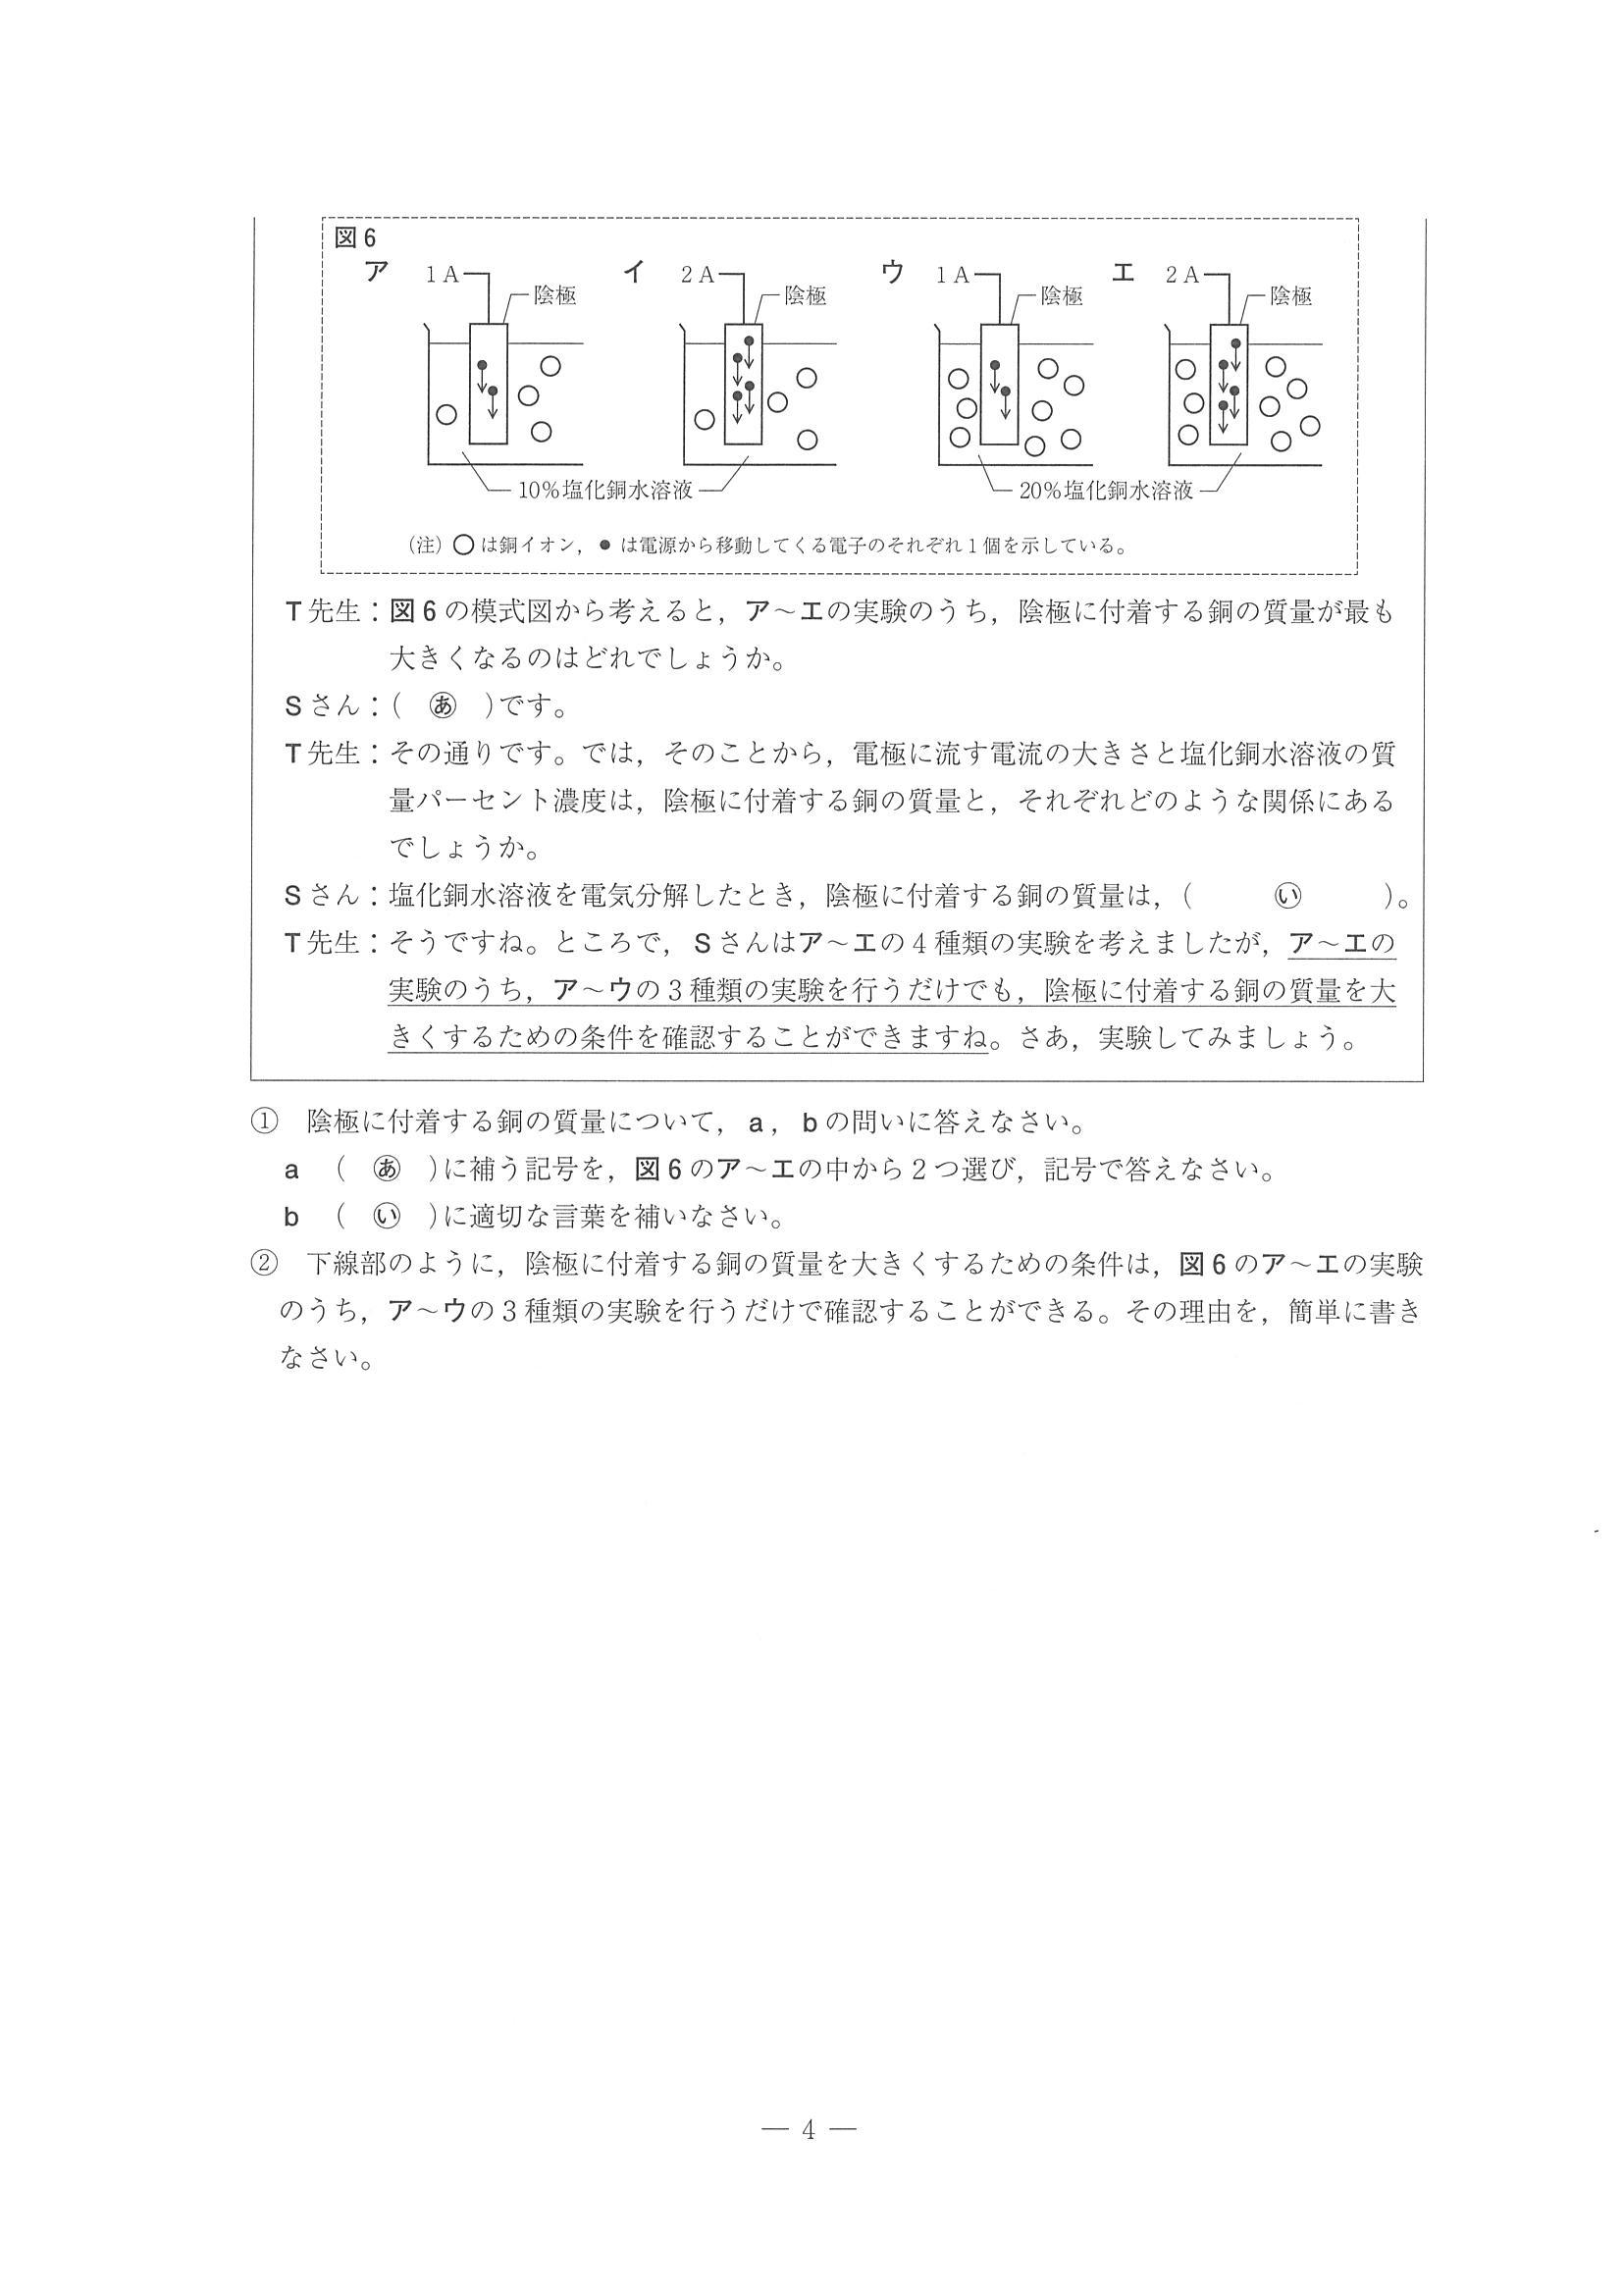 図6
ア 1A 陰極 イ 2A 陰極 ウ 1A 陰極 エ 2A 陰極
10%塩化銅水溶液 20%塩化銅水溶液
(注) ○は銅イオン,●は電源から移動してくる電子のそれぞれ1個を示している。
T先生:図6の模式図から考えると,ア~エの実験のうち,陰極に付着する銅の質量が最も
大きくなるのはどれでしょうか。
Sさん:( あ )です。
T先生:その通りです。では,そのことから,電極に流す電流の大きさと塩化銅水溶液の質
量パーセント濃度は,陰極に付着する銅の質量と,それぞれどのような関係にある
でしょうか。
Sさん:塩化銅水溶液を電気分解したとき,陰極に付着する銅の質量は,( い )。
T先生:そうですね。ところで,Sさんはア~エの4種類の実験を考えましたが,ア~エの
実験のうち,ア~ウの3種類の実験を行うだけでも,陰極に付着する銅の質量を大
きくするための条件を確認することができますね。さあ,実験してみましょう。
① 陰極に付着する銅の質量について,a,bの問いに答えなさい。
a ( あ )に補う記号を,図6のア~エの中から2つ選び,記号で答えなさい。
b ( い )に適切な言葉を補いなさい。
② 下線部のように,陰極に付着する銅の質量を大きくするための条件は,図6のア~エの実験
のうち,ア~ウの3種類の実験を行うだけで確認することができる。その理由を,簡単に書き
なさい。
— 4 —